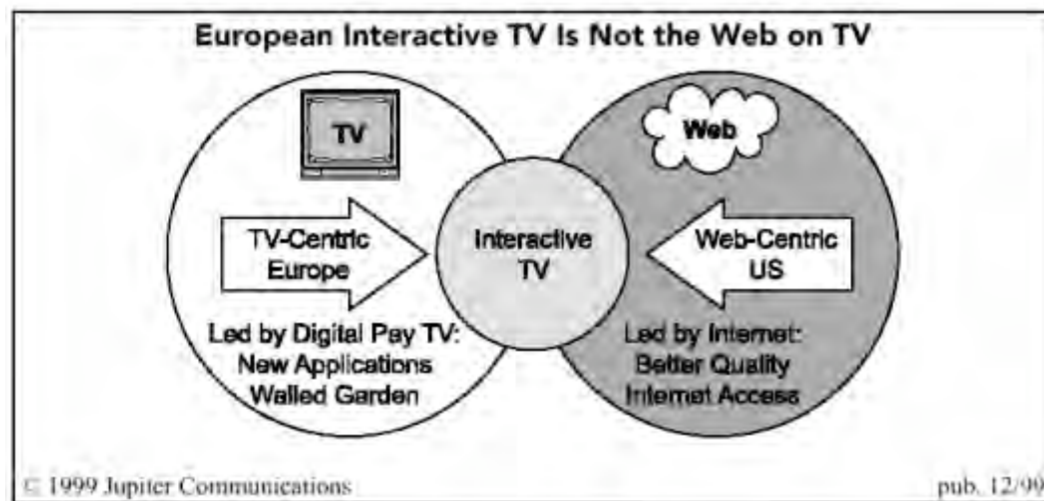 European Interactive TV Is Not the Web on TV
TV
Web
TV-Centric
Europe
Interactive
TV
Web-Centric
US
Led by Digital Pay TV:
New Applications
Walled Garden
Led by Internet:
Better Quality
Internet Access
© 1999 Jupiter Communications
pub. 12/99